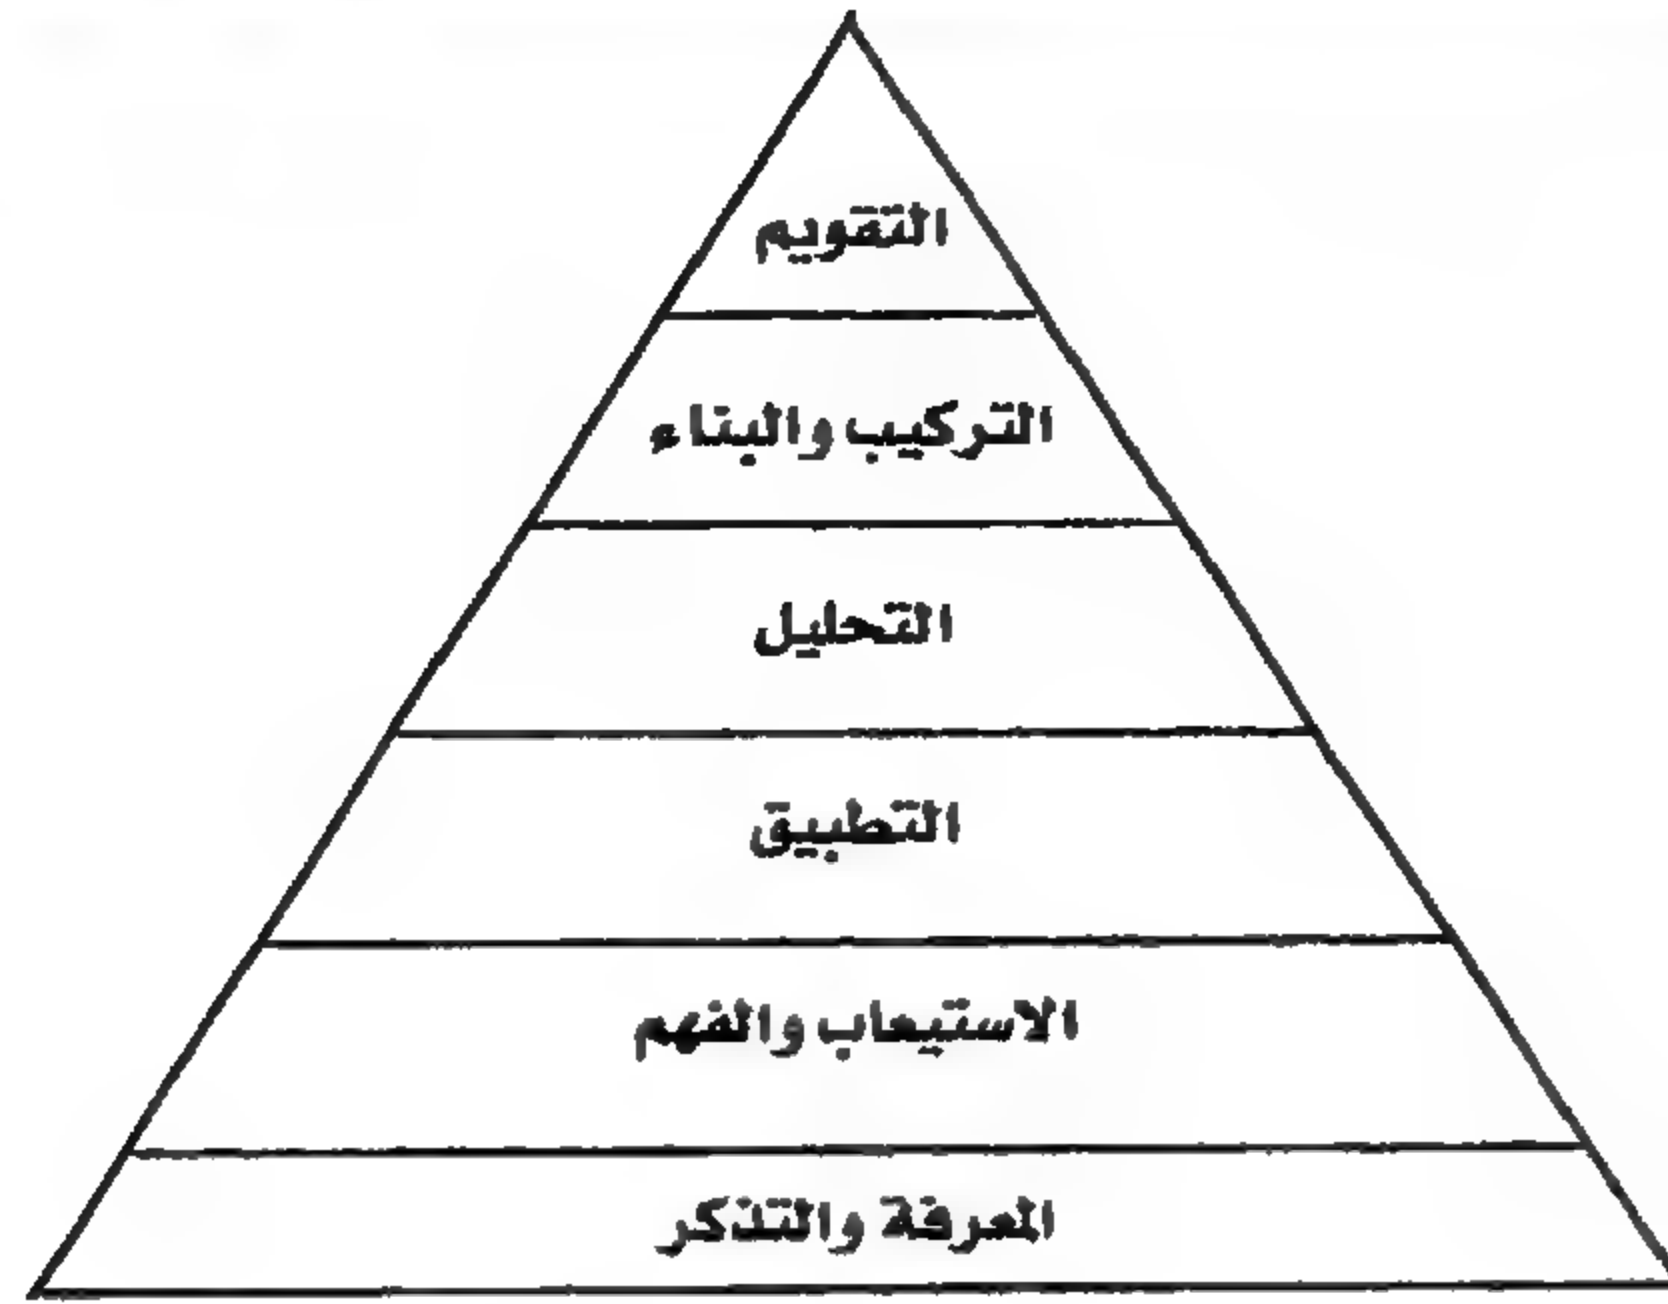 التقويم
التركيب والبناء
التحليل
التطبيق
الاستيعاب والفهم
المعرفة والتذكر